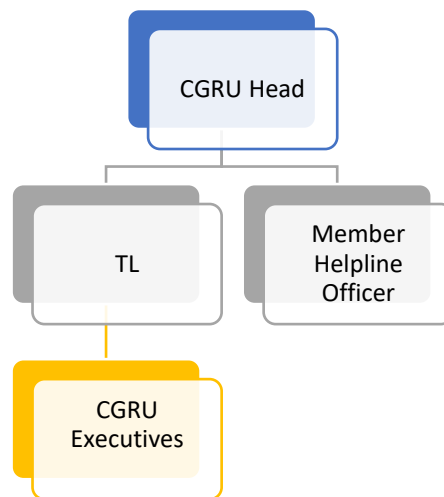 CGRU Head
TL
Member
Helpline
Officer
CGRU
Executives